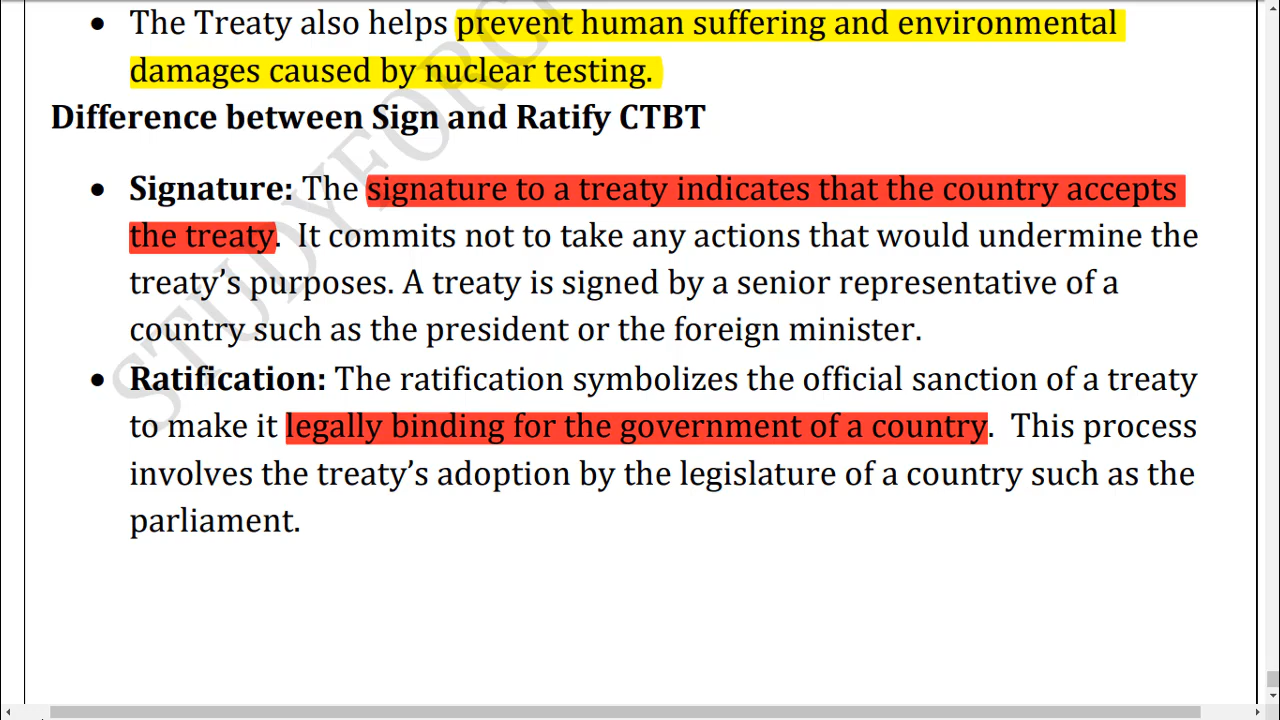 • The Treaty also helps prevent human suffering and environmental
damages caused by nuclear testing.
Difference between Sign and Ratify CTBT
• Signature: The signature to a treaty indicates that the country accepts
the treaty. It commits not to take any actions that would undermine the
treaty’s purposes. A treaty is signed by a senior representative of a
country such as the president or the foreign minister.
• Ratification: The ratification symbolizes the official sanction of a treaty
to make it legally binding for the government of a country. This process
involves the treaty’s adoption by the legislature of a country such as the
parliament.
STUDYFORC